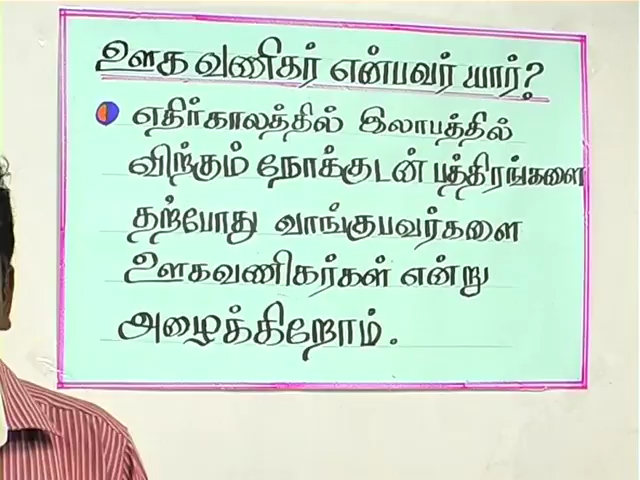 ஊக வணிகர் என்பவர் யார்?
எதிர்காலத்தில் இலாபத்தில்
விற்கும் நோக்குடன் பத்திரங்களை
தற்போது வாங்குபவர்களை
ஊகவணிகர்கள் என்று
அழைக்கிறோம்.